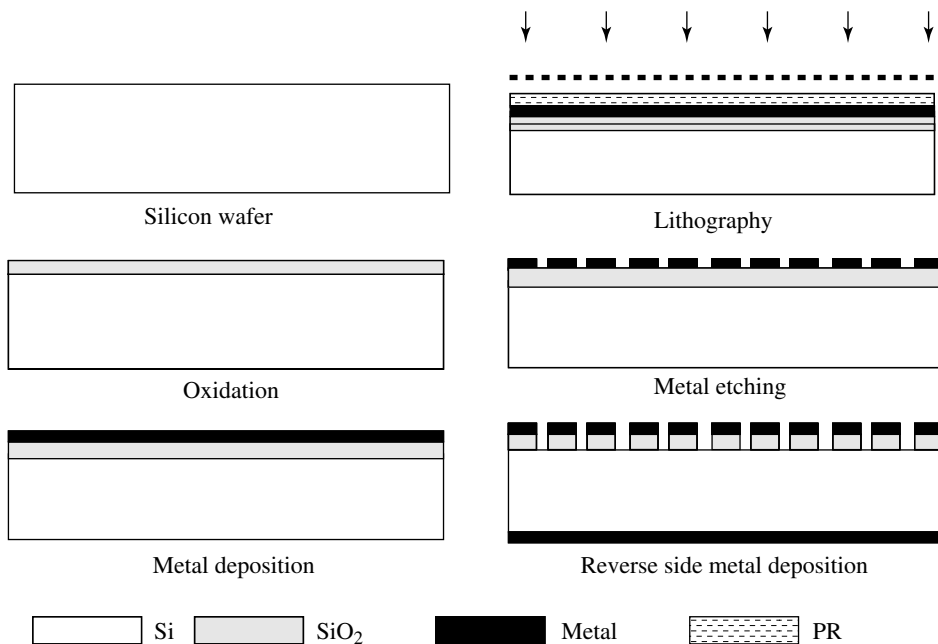 Silicon wafer
Lithography
Oxidation
Metal etching
Metal deposition
Reverse side metal deposition
Si
SiO₂
Metal
PR